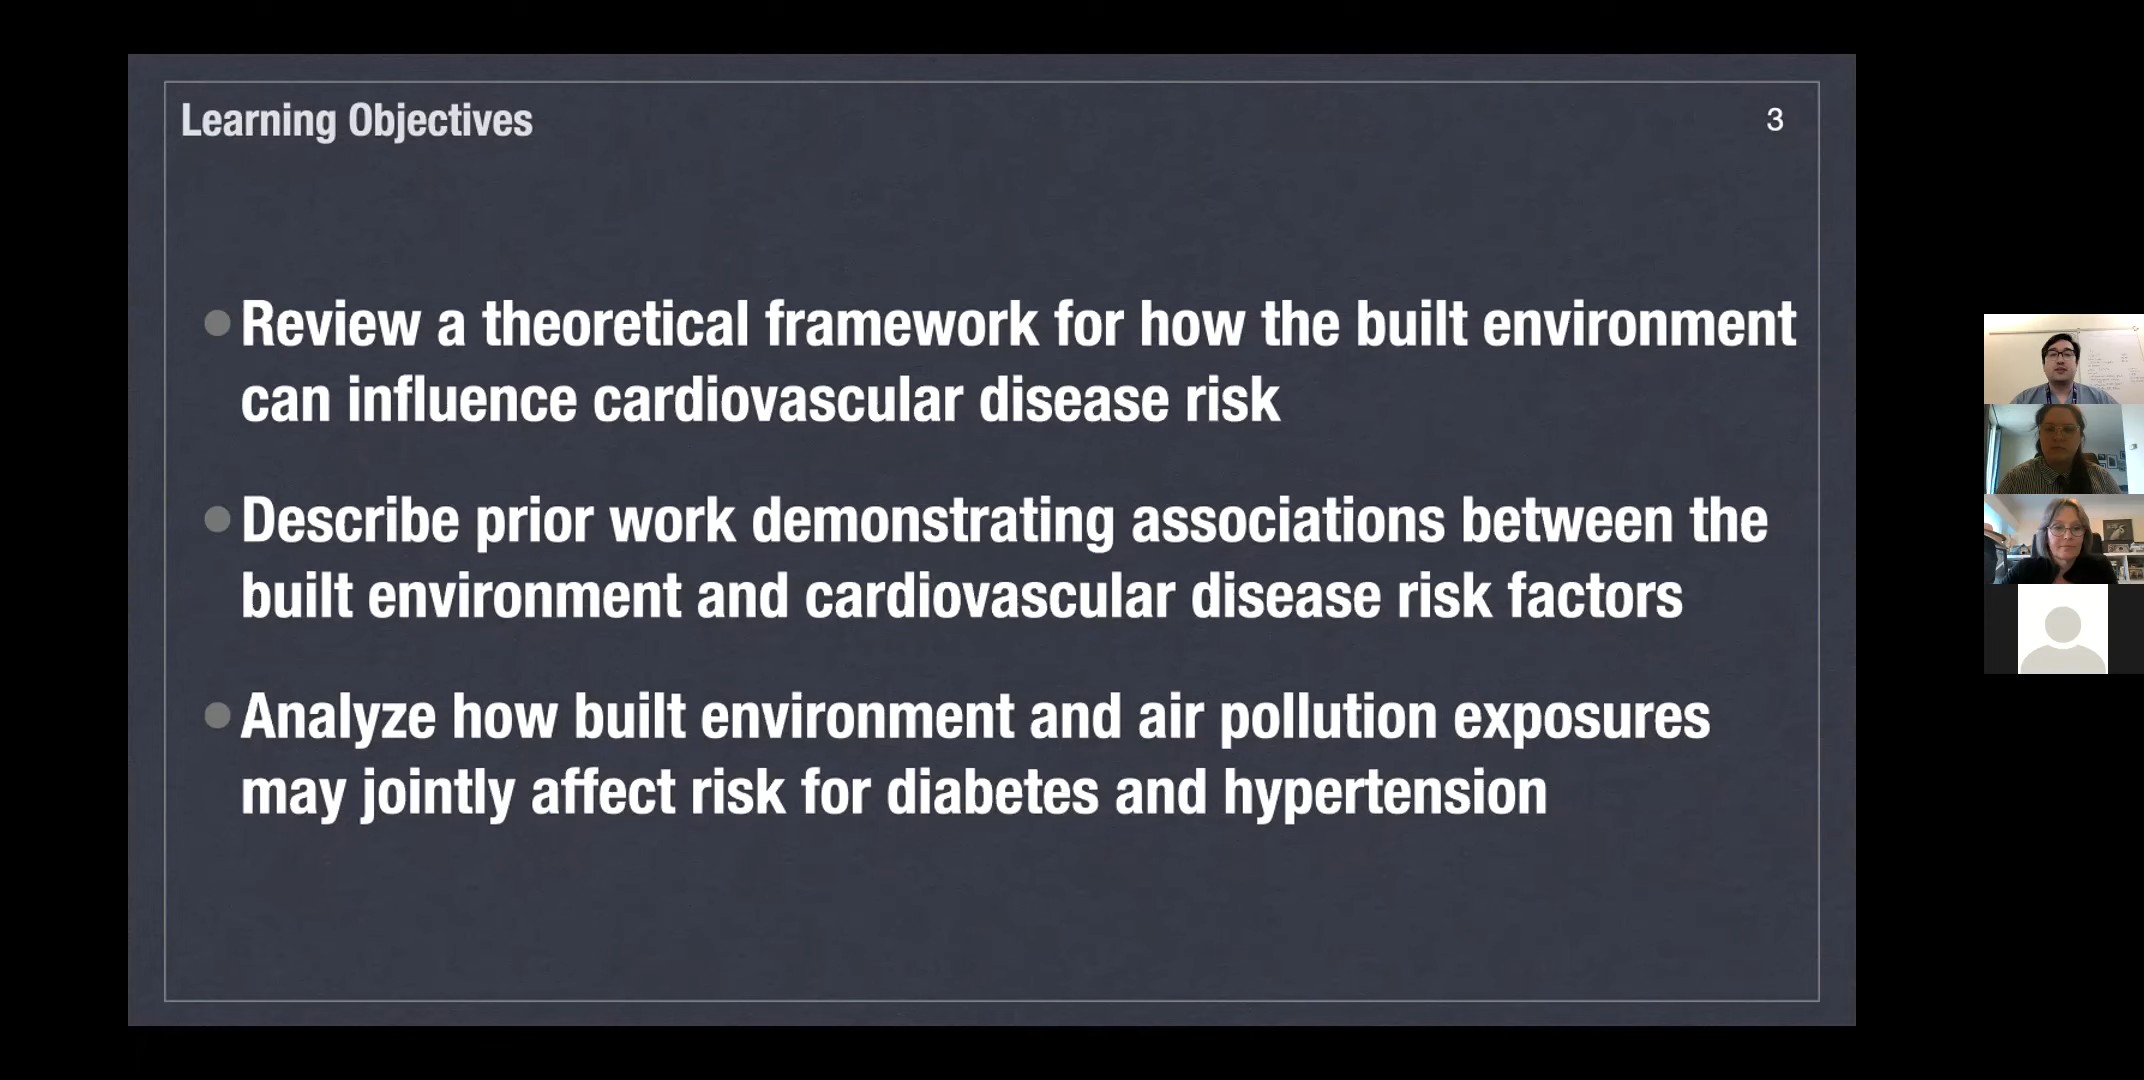 Learning Objectives
3
Review a theoretical framework for how the built environment
can influence cardiovascular disease risk
Describe prior work demonstrating associations between the
built environment and cardiovascular disease risk factors
Analyze how built environment and air pollution exposures
may jointly affect risk for diabetes and hypertension